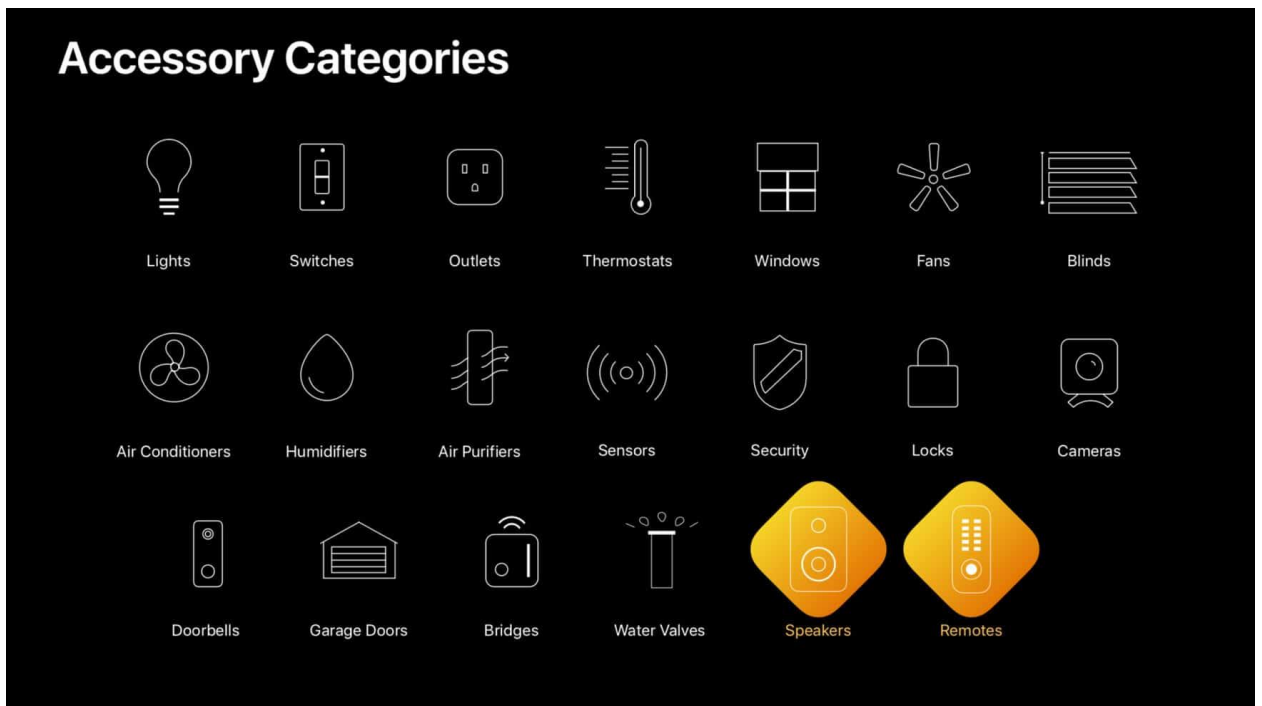 Accessory Categories
Lights Switches Outlets Thermostats Windows Fans Blinds
Air Conditioners Humidifiers Air Purifiers Sensors Security Locks Cameras
Doorbells Garage Doors Bridges Water Valves Speakers Remotes